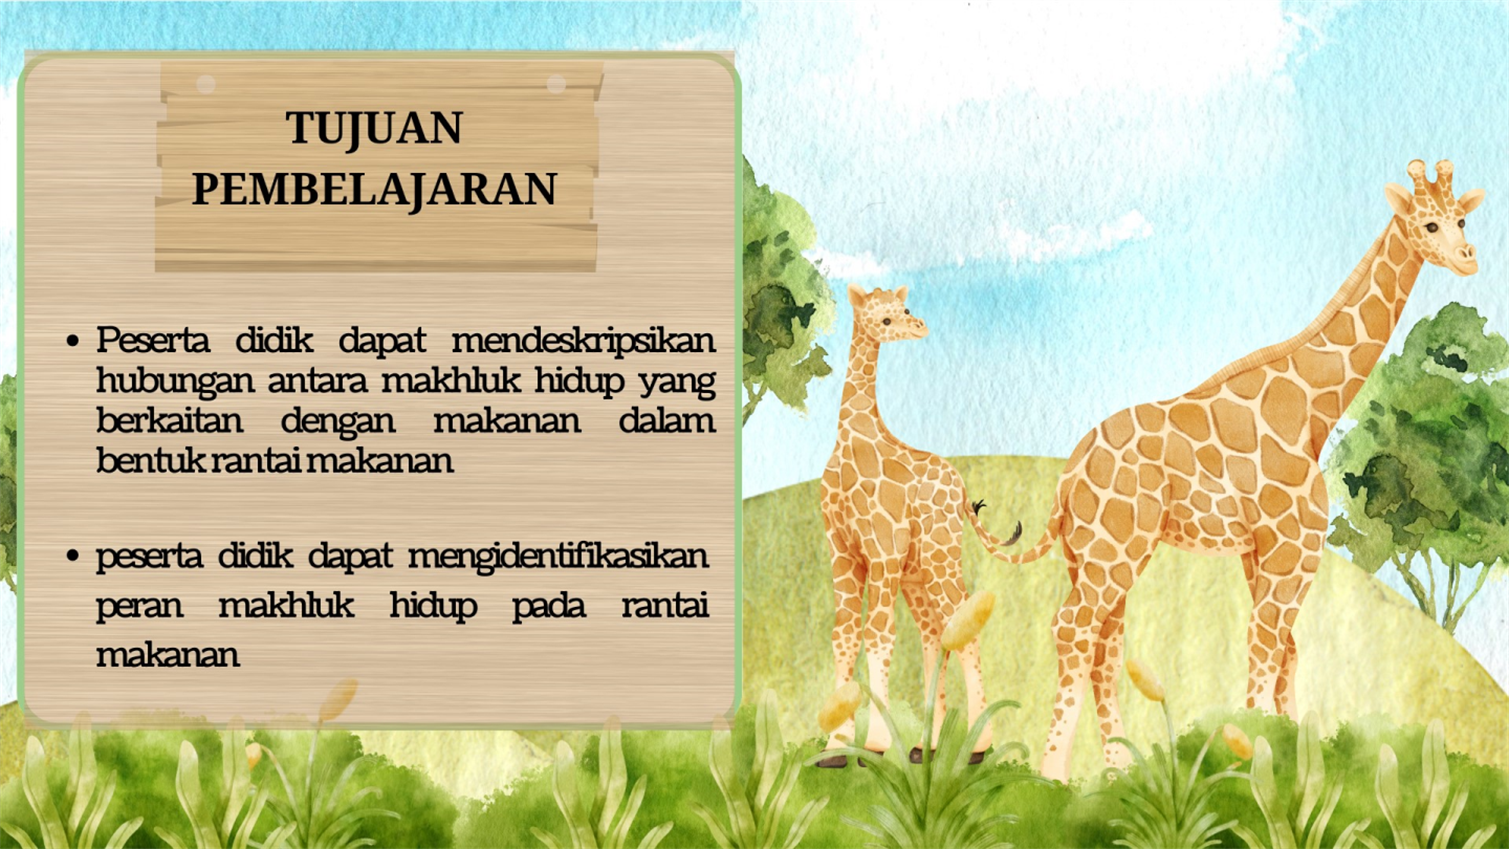 TUJUAN
PEMBELAJARAN
• Peserta didik dapat mendeskripsikan
hubungan antara makhluk hidup yang
berkaitan dengan makanan dalam
bentuk rantai makanan
• peserta didik dapat mengidentifikasikan
peran makhluk hidup pada rantai
makanan